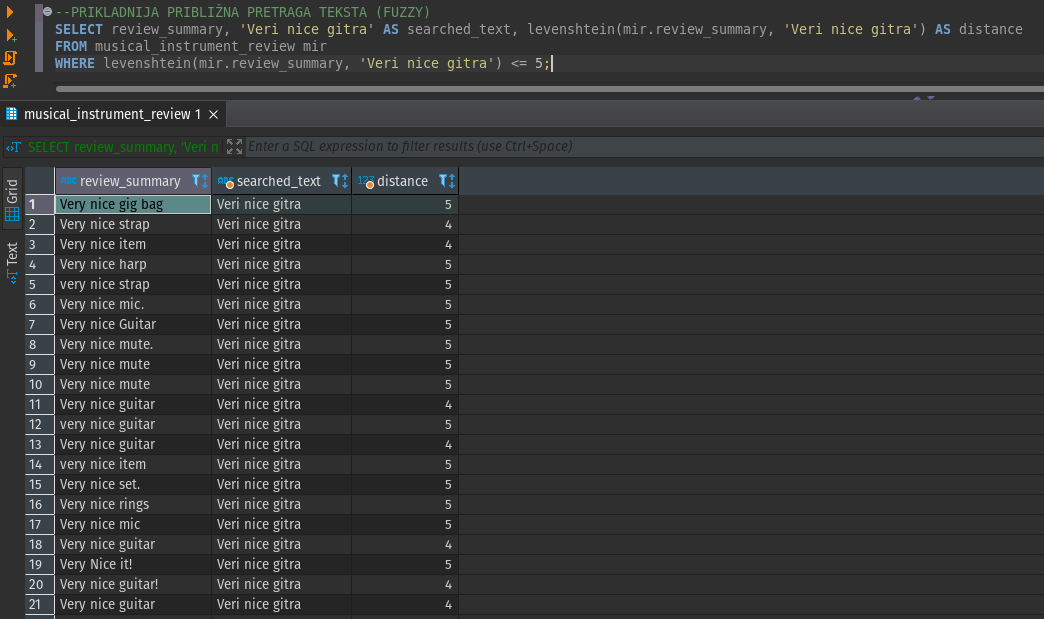 --PRIKLADNIJA PRIBLIŽNA PRETRAGA TEKSTA (FUZZY)
SELECT review_summary, 'Veri nice gitra' AS searched_text, levenshtein(mir.review_summary, 'Veri nice gitra') AS distance
FROM musical_instrument_review mir
WHERE levenshtein(mir.review_summary, 'Veri nice gitra') <= 5;
musical_instrument_review 1
SELECT review_summary, 'Veri n Enter a SQL expression to filter results (use Ctrl+Space)
Grid
Text
ABC review_summary ABC searched_text 123 distance
1 Very nice gig bag Veri nice gitra 5
2 Very nice strap Veri nice gitra 4
3 Very nice item Veri nice gitra 4
4 Very nice harp Veri nice gitra 5
5 very nice strap Veri nice gitra 5
6 Very nice mic. Veri nice gitra 5
7 Very nice Guitar Veri nice gitra 5
8 Very nice mute. Veri nice gitra 5
9 Very nice mute Veri nice gitra 5
10 Very nice mute Veri nice gitra 5
11 Very nice guitar Veri nice gitra 4
12 very nice guitar Veri nice gitra 5
13 Very nice guitar Veri nice gitra 4
14 very nice item Veri nice gitra 5
15 Very nice set. Veri nice gitra 5
16 Very nice rings Veri nice gitra 5
17 Very nice mic Veri nice gitra 5
18 Very nice guitar Veri nice gitra 4
19 Very Nice it! Veri nice gitra 5
20 Very nice guitar! Veri nice gitra 4
21 Very nice guitar Veri nice gitra 4